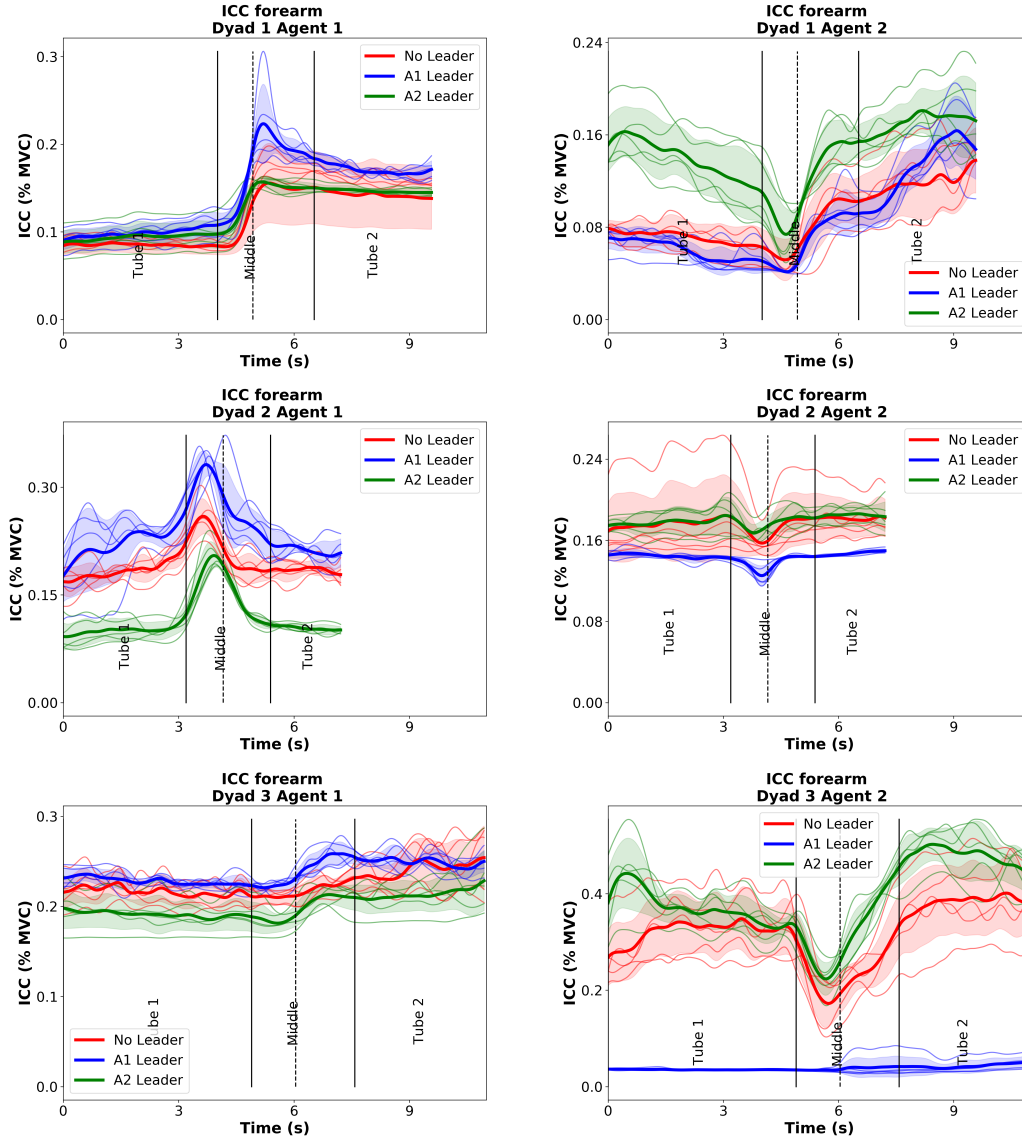 ICC forearm
Dyad 1 Agent 1
ICC (% MVC)
0.3
0.2
0.1
0.0
No Leader
A1 Leader
A2 Leader
Tube 1
Middle
Tube 2
0
3
6
9
Time (s)
ICC forearm
Dyad 1 Agent 2
ICC (% MVC)
0.24
0.16
0.08
0.00
Tube 1
Middle
Tube 2
No Leader
A1 Leader
A2 Leader
0
3
6
9
Time (s)
ICC forearm
Dyad 2 Agent 1
ICC (% MVC)
0.30
0.15
0.00
No Leader
A1 Leader
A2 Leader
Tube 1
Middle
Tube 2
0
3
6
9
Time (s)
ICC forearm
Dyad 2 Agent 2
ICC (% MVC)
0.24
0.16
0.08
0.00
No Leader
A1 Leader
A2 Leader
Tube 1
Middle
Tube 2
0
3
6
9
Time (s)
ICC forearm
Dyad 3 Agent 1
ICC (% MVC)
0.3
0.2
0.1
0.0
Tube 1
Middle
Tube 2
No Leader
A1 Leader
A2 Leader
0
3
6
9
Time (s)
ICC forearm
Dyad 3 Agent 2
ICC (% MVC)
0.4
0.2
0.0
No Leader
A1 Leader
A2 Leader
Tube 1
Middle
Tube 2
0
3
6
9
Time (s)